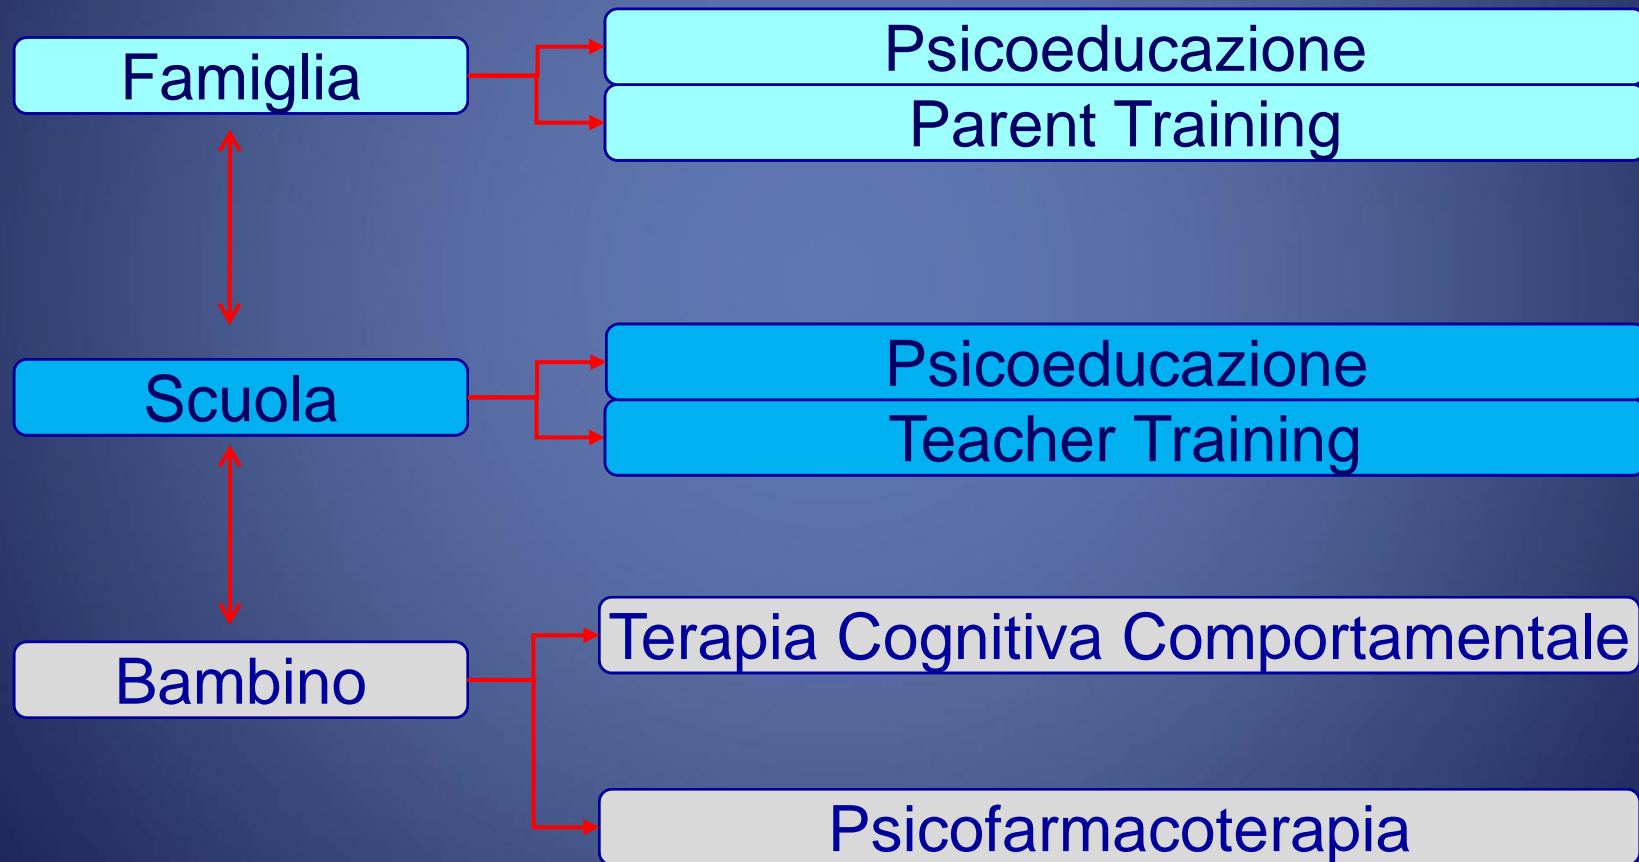 Famiglia
Psicoeducazione
Parent Training
Scuola
Psicoeducazione
Teacher Training
Bambino
Terapia Cognitiva Comportamentale
Psicofarmacoterapia